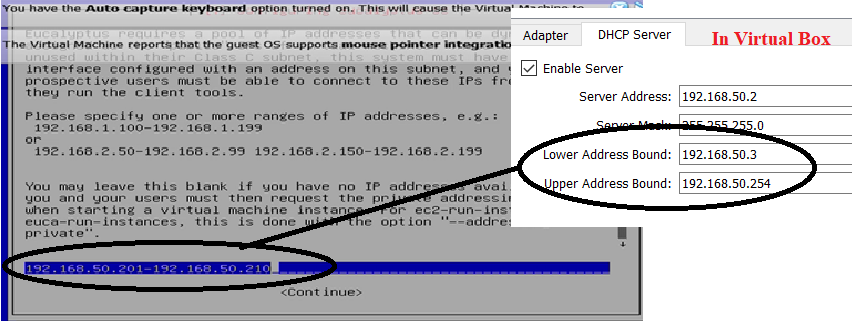 You have the Auto capture keyboard option turned on. This will cause the Virtual Machine to
Eucalyptus requires a pool of IP addresses that can be dy
The Virtual Machine reports that the guest OS supports mouse pointer integratio
unused within their Class C subnet, this system must have
interface configured with an address on this subnet, and
prospective users must be able to connect to these IPs fr
they run the client tools.
Please specify one or more ranges of IP addresses, e.g.:
192.168.1.100-192.168.1.199
or
192.168.2.50-192.168.2.99 192.168.2.150-192.168.2.199
You may leave this blank if you have no IP addresses avai
you and your users must then request the private addressin
when starting a virtual machine instance. For ec2-run-inst
euca-run-instances, this is done with the option "--addre
private".
192.168.50.201-192.168.50.210
<Continue>
Adapter
DHCP Server
In Virtual Box
Enable Server
Server Address: 192.168.50.2
Server Mask: 255.255.255.0
Lower Address Bound: 192.168.50.3
Upper Address Bound: 192.168.50.254